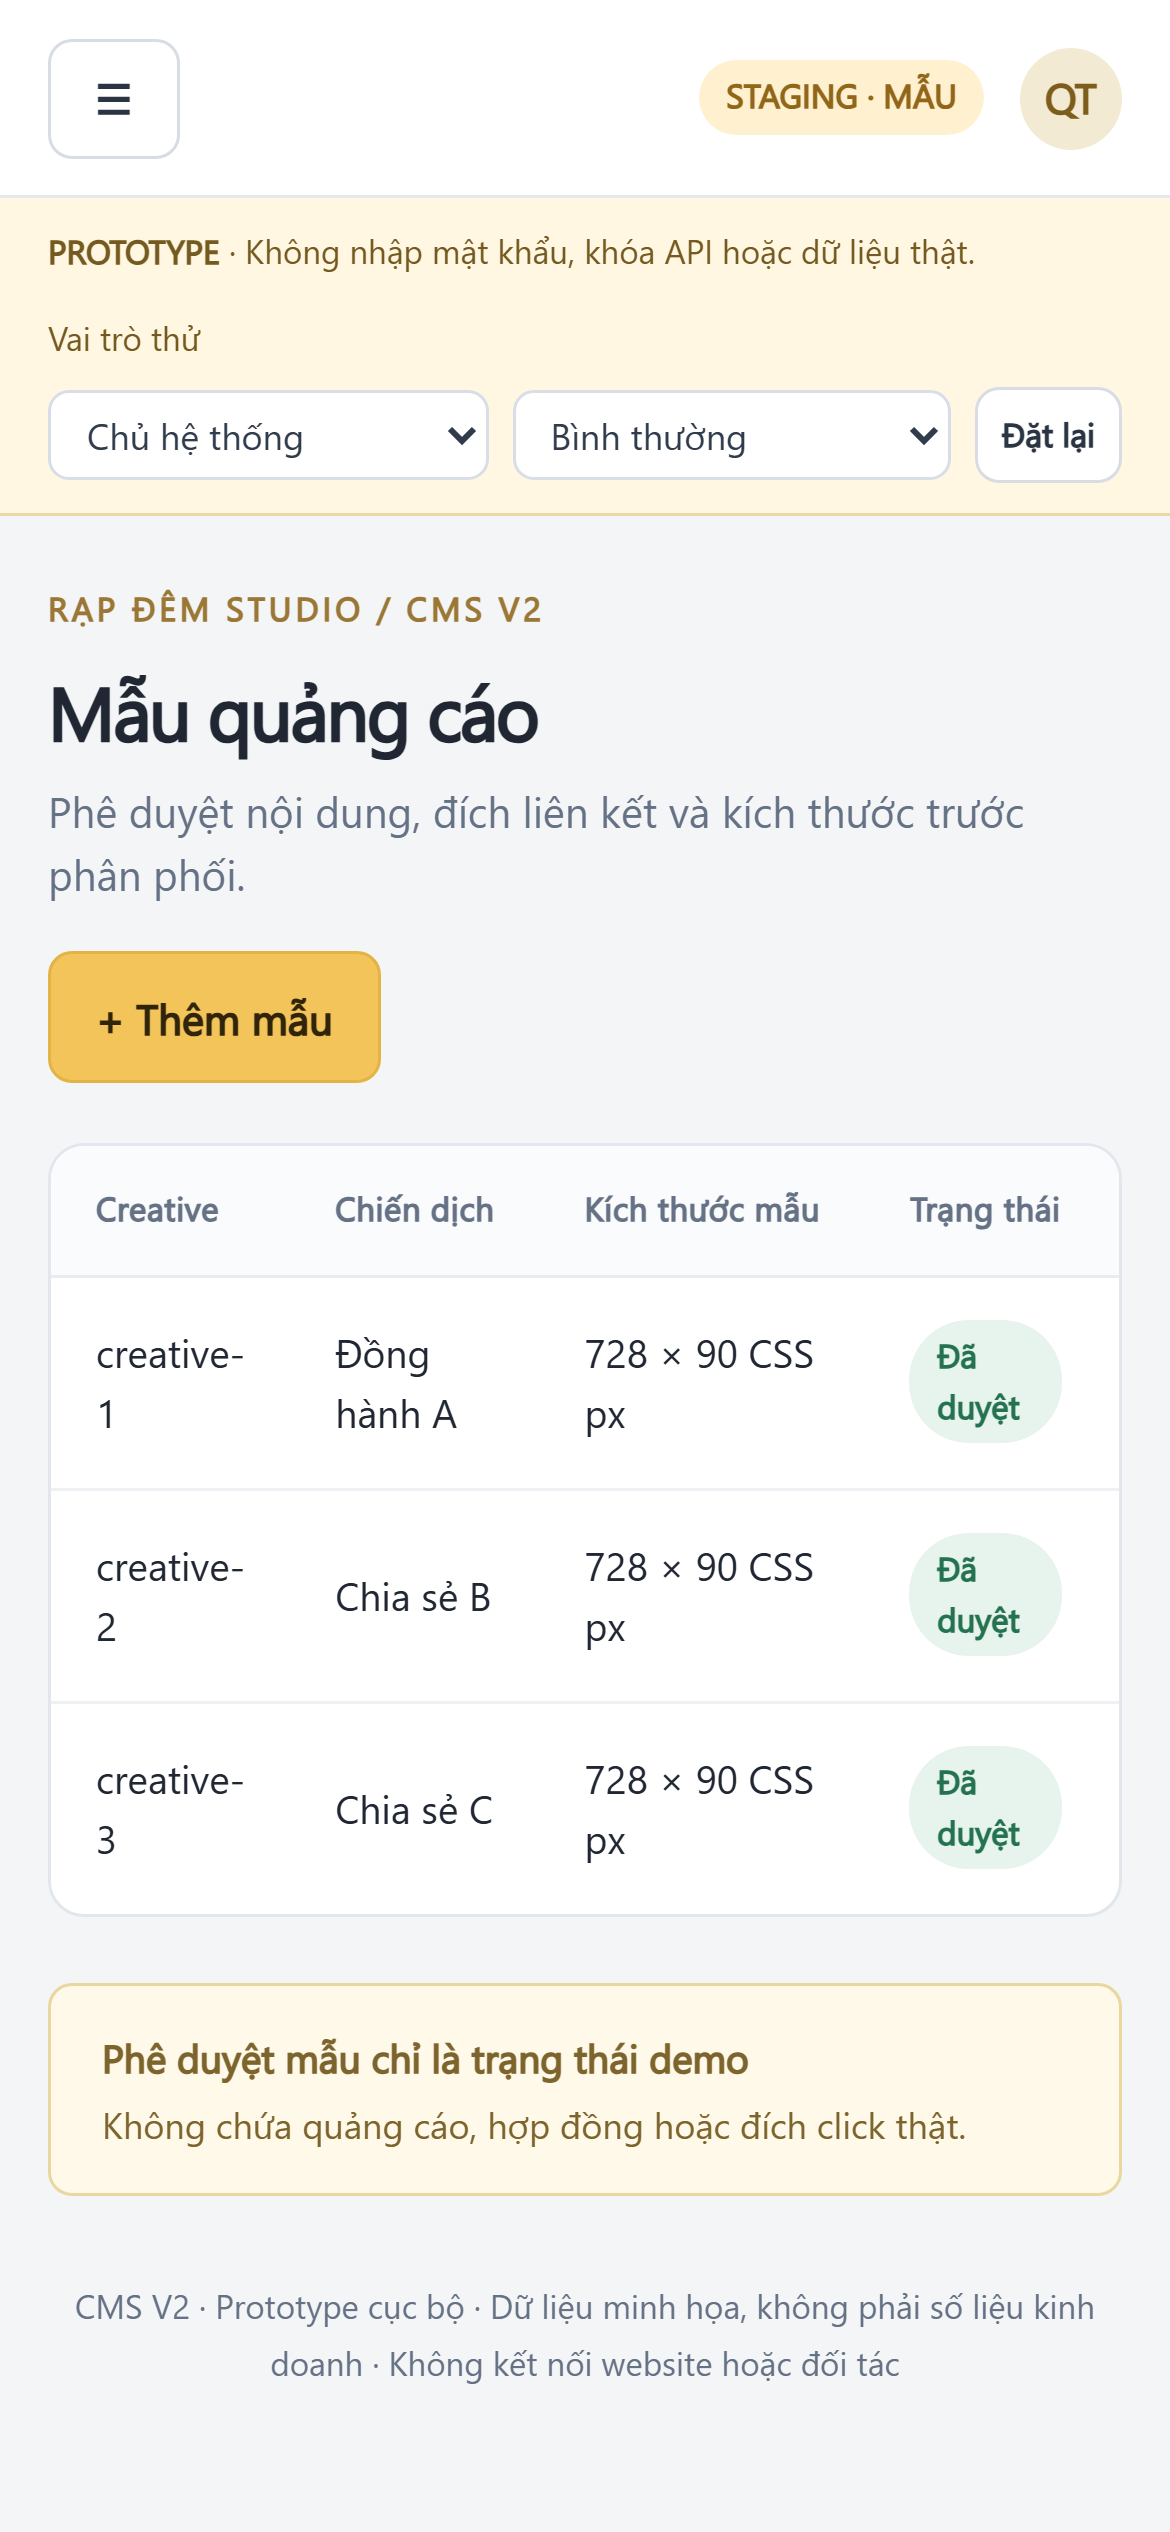 ☰
STAGING · MẪU
QT
PROTOTYPE · Không nhập mật khẩu, khóa API hoặc dữ liệu thật.
Vai trò thử
Chủ hệ thống
Bình thường
Đặt lại
RẠP ĐÊM STUDIO / CMS V2
Mẫu quảng cáo
Phê duyệt nội dung, đích liên kết và kích thước trước
phân phối.
+ Thêm mẫu
Creative Chiến dịch Kích thước mẫu Trạng thái
creative-
1
Đồng
hành A
728 × 90 CSS
px
Đã
duyệt
creative-
2
Chia sẻ B
728 × 90 CSS
px
Đã
duyệt
creative-
3
Chia sẻ C
728 × 90 CSS
px
Đã
duyệt
Phê duyệt mẫu chỉ là trạng thái demo
Không chứa quảng cáo, hợp đồng hoặc đích click thật.
CMS V2 · Prototype cục bộ · Dữ liệu minh họa, không phải số liệu kinh
doanh · Không kết nối website hoặc đối tác